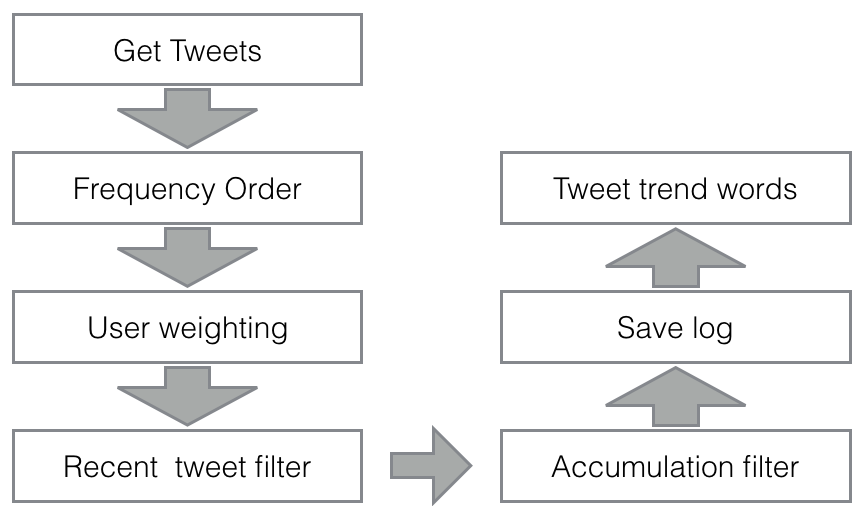 Get Tweets
Frequency Order
User weighting
Recent  tweet filter
Accumulation filter
Save log
Tweet trend words